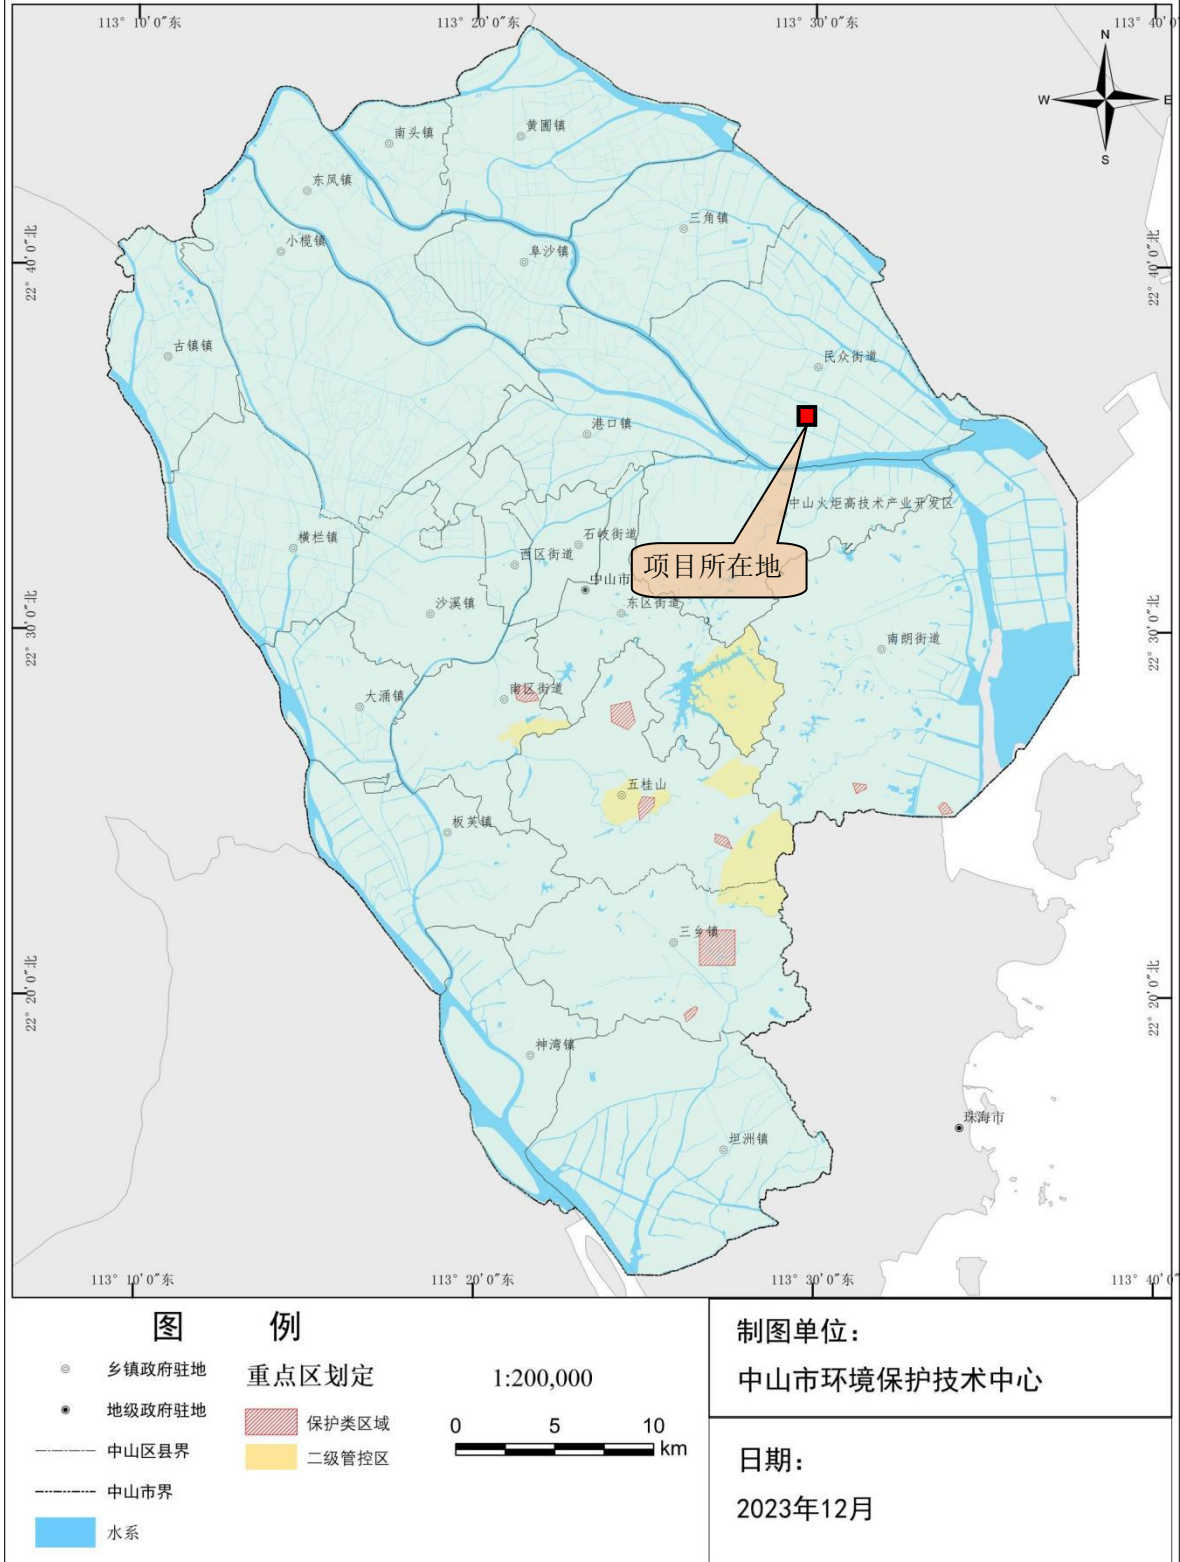 113° 10′0″东
113° 20′0″东
113° 30′0″东
113° 40′0″
N
W
E
S
黄圃镇
南头镇
东凤镇
三角镇
小榄镇
阜沙镇
22° 40′0″北
22° 40′0″北
古镇镇
民众街道
港口镇
中山火炬高技术产业开发区
石岐街道
横栏镇
西区街道
项目所在地
中山市
沙溪镇
东区街道
22° 30′0″北
22° 30′0″北
南朗街道
大涌镇
南区街道
五桂山
板芙镇
三乡镇
22° 20′0″北
22° 20′0″北
神湾镇
珠海市
坦洲镇
113° 10′0″东
113° 20′0″东
113° 30′0″东
113° 40′0″
图 例
乡镇政府驻地
地级政府驻地
中山区县界
中山市界
水系
重点区划定
保护类区域
二级管控区
1:200,000
0 5 10
km
制图单位：
中山市环境保护技术中心
日期：
2023年12月